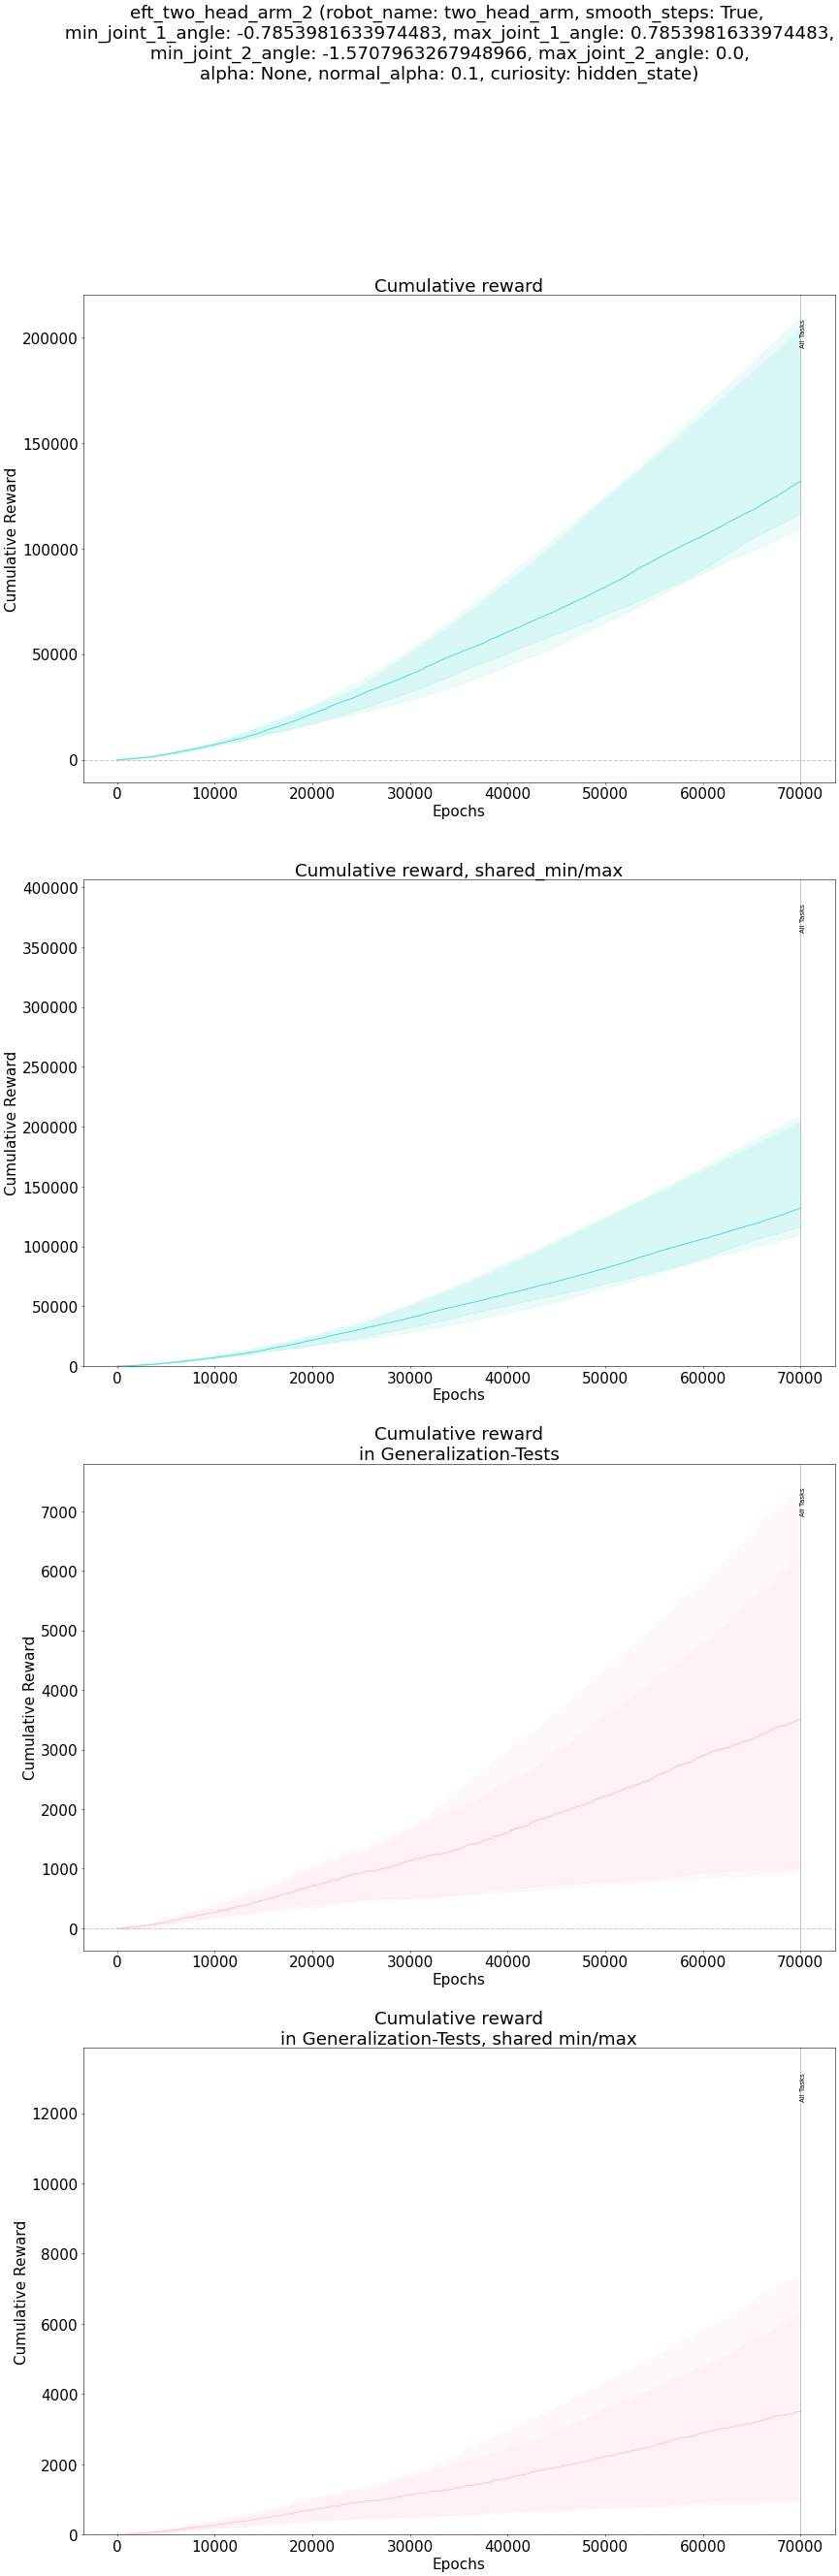 eft_two_head_arm_2 (robot_name: two_head_arm, smooth_steps: True,
min_joint_1_angle: -0.7853981633974483, max_joint_1_angle: 0.7853981633974483,
min_joint_2_angle: -1.5707963267948966, max_joint_2_angle: 0.0,
alpha: None, normal_alpha: 0.1, curiosity: hidden_state)
Cumulative reward
All Tasks
200000
150000
100000
50000
0
Cumulative Reward
0 10000 20000 30000 40000 50000 60000 70000
Epochs
Cumulative reward, shared_min/max
All Tasks
400000
350000
300000
250000
200000
150000
100000
50000
0
Cumulative Reward
0 10000 20000 30000 40000 50000 60000 70000
Epochs
Cumulative reward
in Generalization-Tests
All Tasks
7000
6000
5000
4000
3000
2000
1000
0
Cumulative Reward
0 10000 20000 30000 40000 50000 60000 70000
Epochs
Cumulative reward
in Generalization-Tests, shared min/max
All Tasks
12000
10000
8000
6000
4000
2000
0
Cumulative Reward
0 10000 20000 30000 40000 50000 60000 70000
Epochs